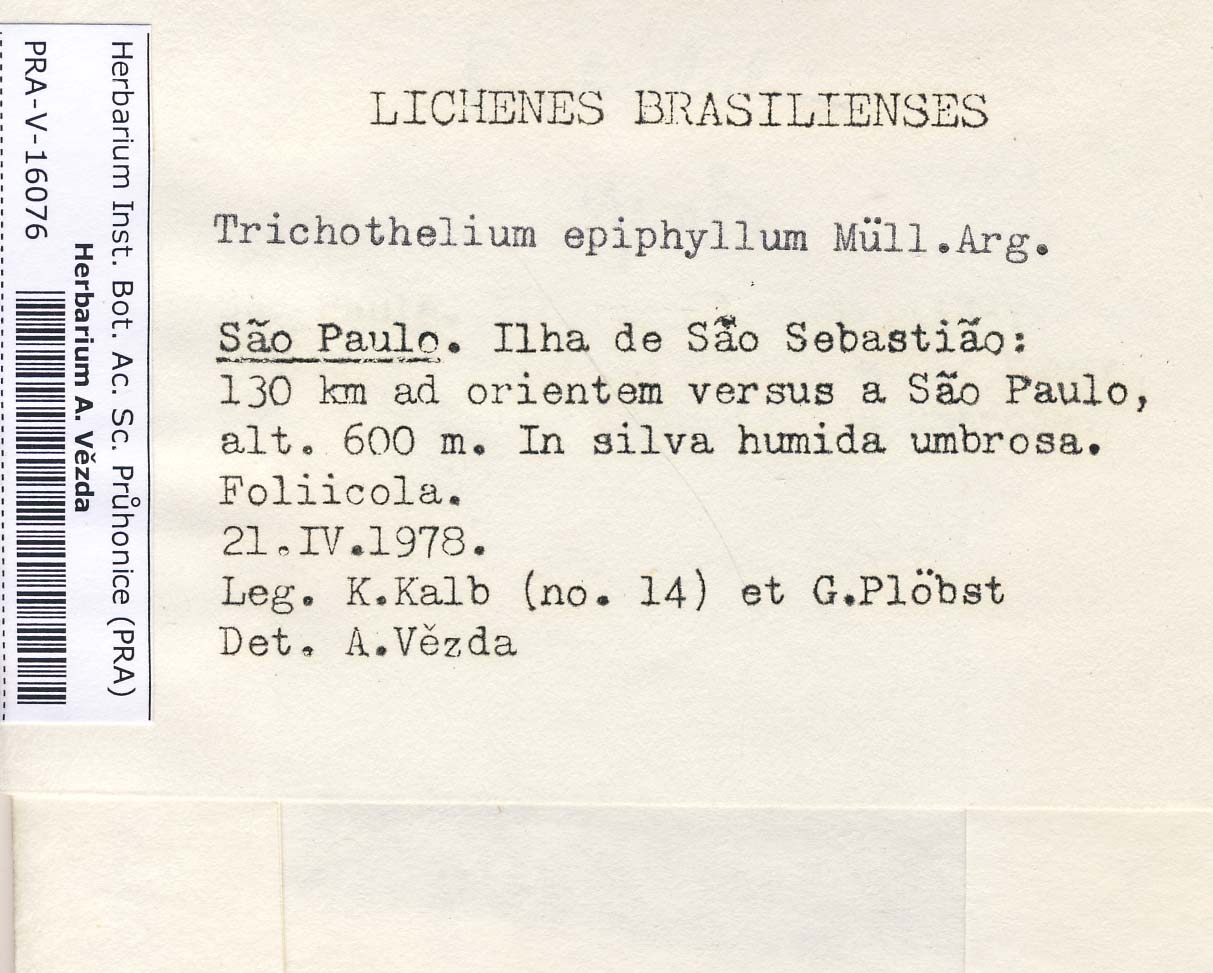 LICHENES BRASILIENSES
Trichothelium epiphyllum Müll.Arg.
São Paulo. Ilha de São Sebastião:
130 km ad orientem versus a São Paulo,
alt. 600 m. In silva humida umbrosa.
Foliicola.
21.IV.1978.
Leg. K.Kalb (no. 14) et G.Plöbst
Det. A.Vězda
Herbarium Inst. Bot. Ac. Sc. Průhonice (PRA)
Herbarium A. Vězda
PRA-V-16076